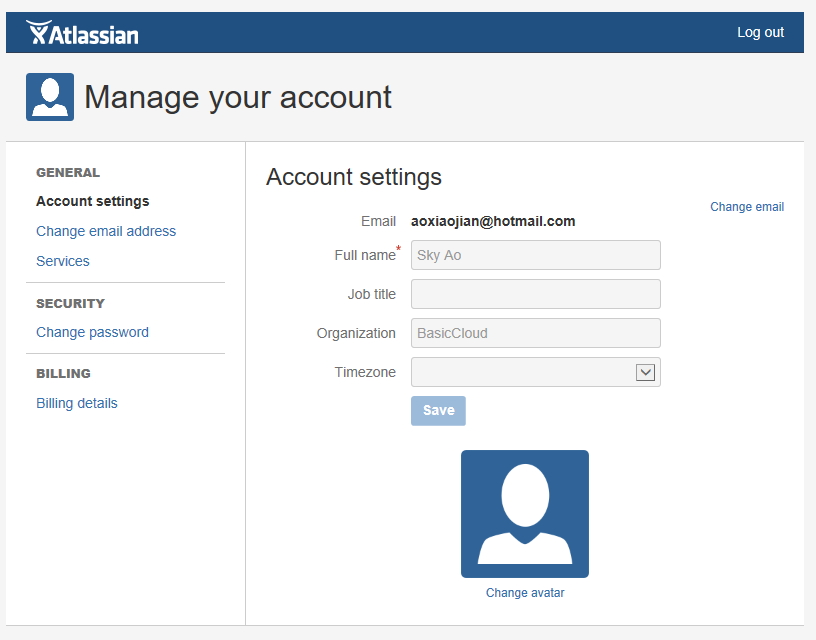 Atlassian
Log out
Manage your account
GENERAL
Account settings
Change email address
Services
SECURITY
Change password
BILLING
Billing details
Account settings
Change email
Email aoxiaojian@hotmail.com
Full name* Sky Ao
Job title
Organization BasicCloud
Timezone
Save
Change avatar